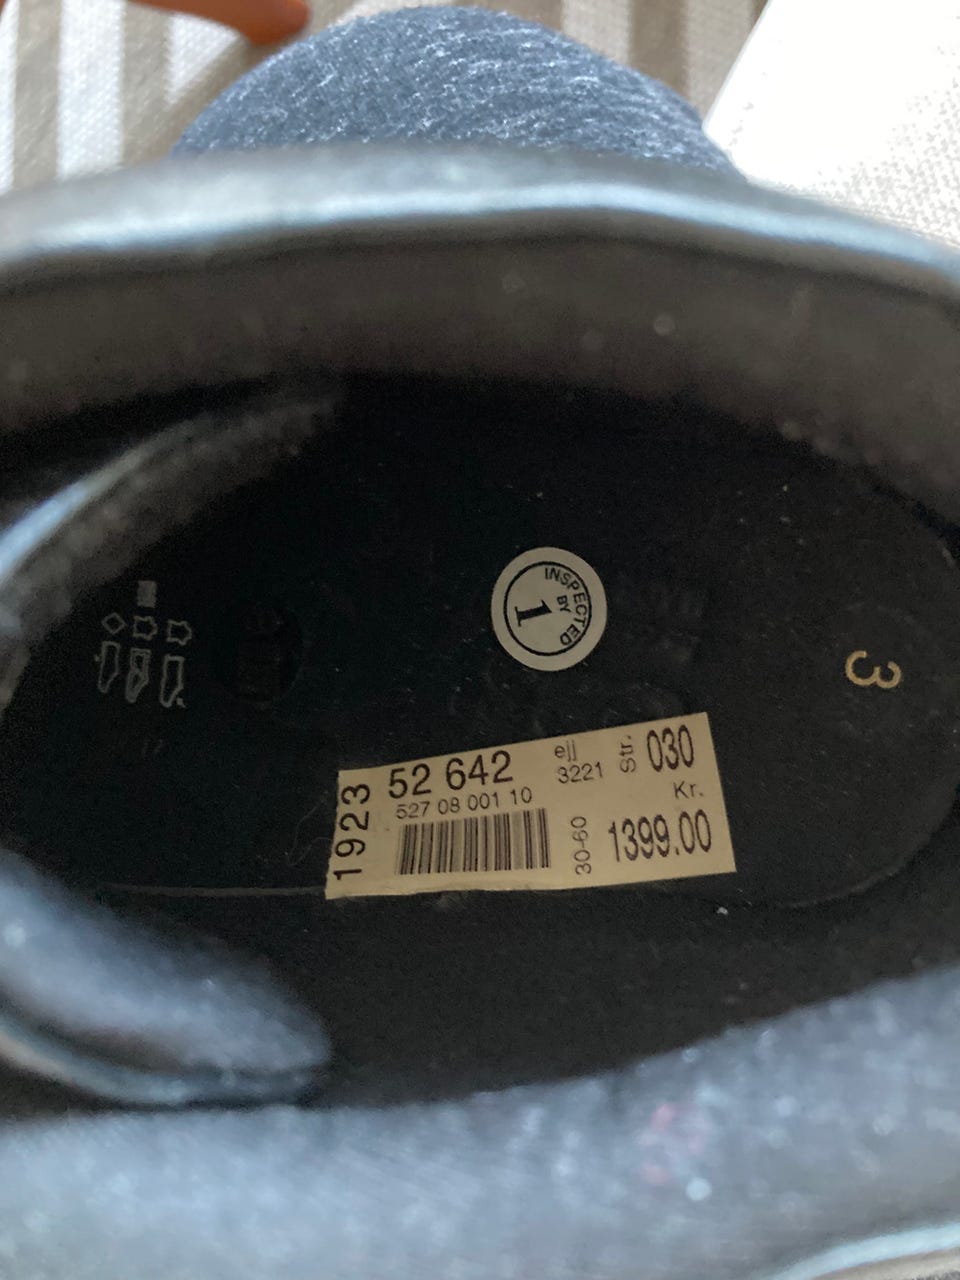 INSPECTED
BY
1
3
1923
52 642
527 08 001 10
ejj
3221
Str. 030
Kr.
30-60
1399.00